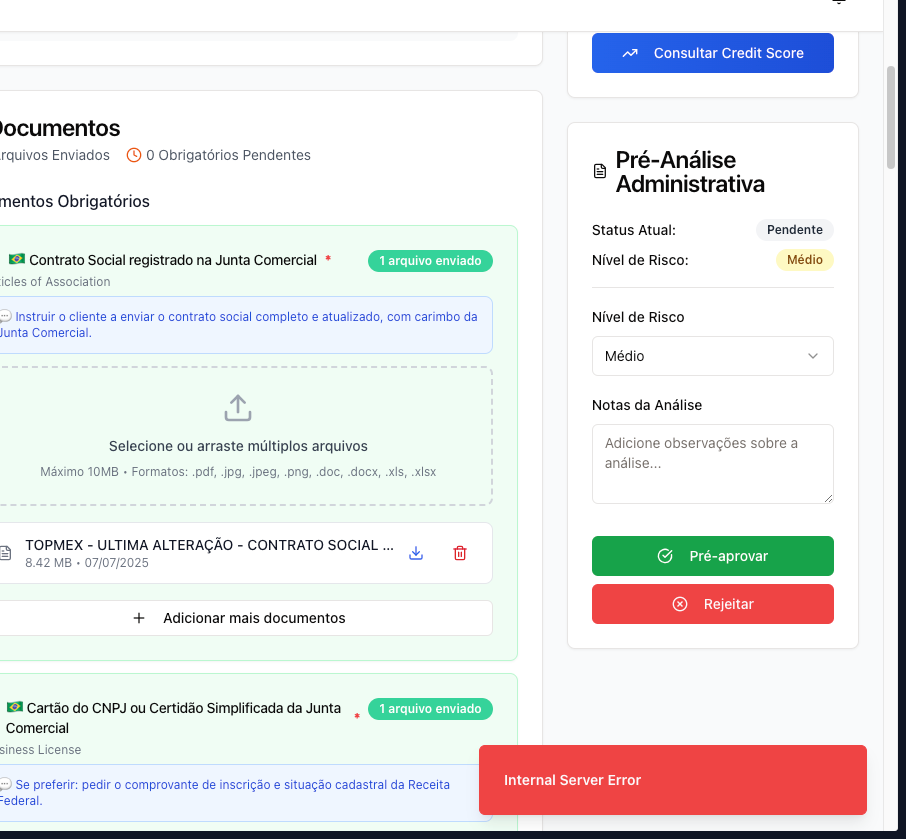 Consultar Credit Score
Documentos
Arquivos Enviados
0 Obrigatórios Pendentes
mentos Obrigatórios
Contrato Social registrado na Junta Comercial *
1 arquivo enviado
ticles of Association
Instruir o cliente a enviar o contrato social completo e atualizado, com carimbo da
Junta Comercial.
Selecione ou arraste múltiplos arquivos
Máximo 10MB • Formatos: .pdf, .jpg, .jpeg, .png, .doc, .docx, .xls, .xlsx
TOPMEX - ULTIMA ALTERAÇÃO - CONTRATO SOCIAL ...
8.42 MB • 07/07/2025
Adicionar mais documentos
Cartão do CNPJ ou Certidão Simplificada da Junta
Comercial *
1 arquivo enviado
siness License
Se preferir: pedir o comprovante de inscrição e situação cadastral da Receita
Federal.
Pré-Análise
Administrativa
Status Atual:
Pendente
Nível de Risco:
Médio
Nível de Risco
Médio
Notas da Análise
Adicione observações sobre a
análise...
Pré-aprovar
Rejeitar
Internal Server Error